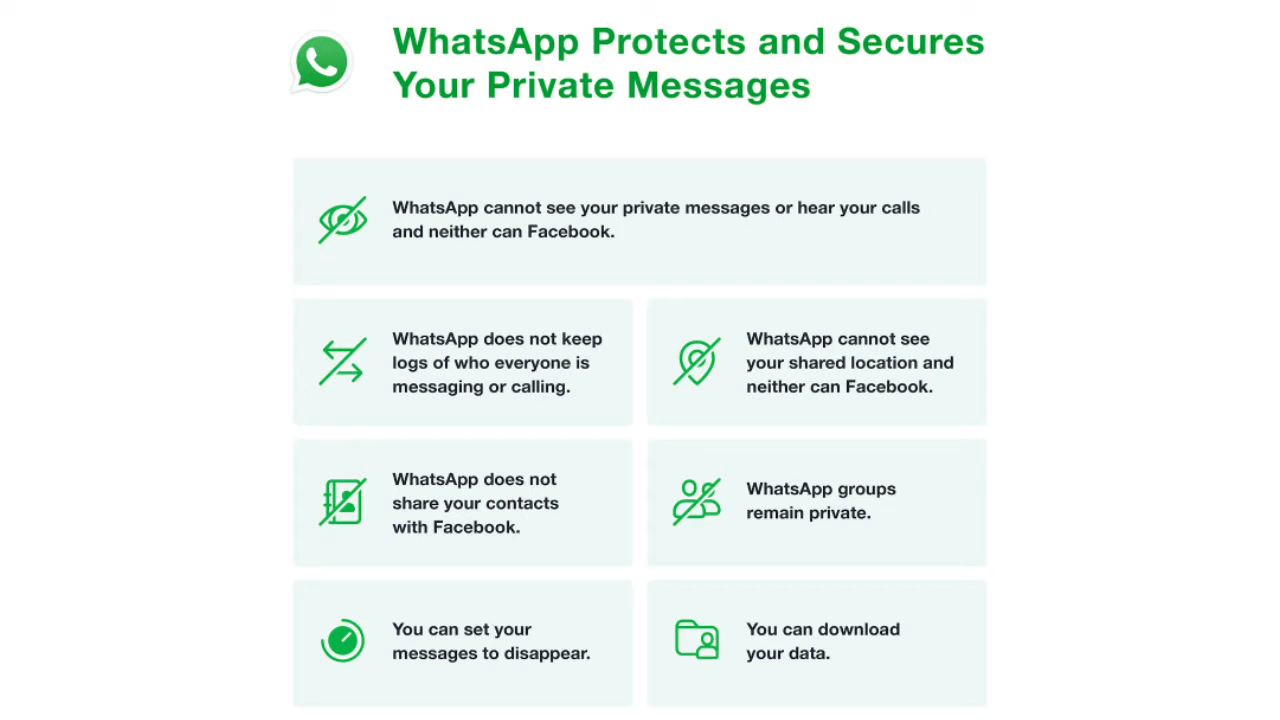 WhatsApp Protects and Secures
Your Private Messages
WhatsApp cannot see your private messages or hear your calls
and neither can Facebook.
WhatsApp does not keep
logs of who everyone is
messaging or calling.
WhatsApp cannot see
your shared location and
neither can Facebook.
WhatsApp does not
share your contacts
with Facebook.
WhatsApp groups
remain private.
You can set your
messages to disappear.
You can download
your data.